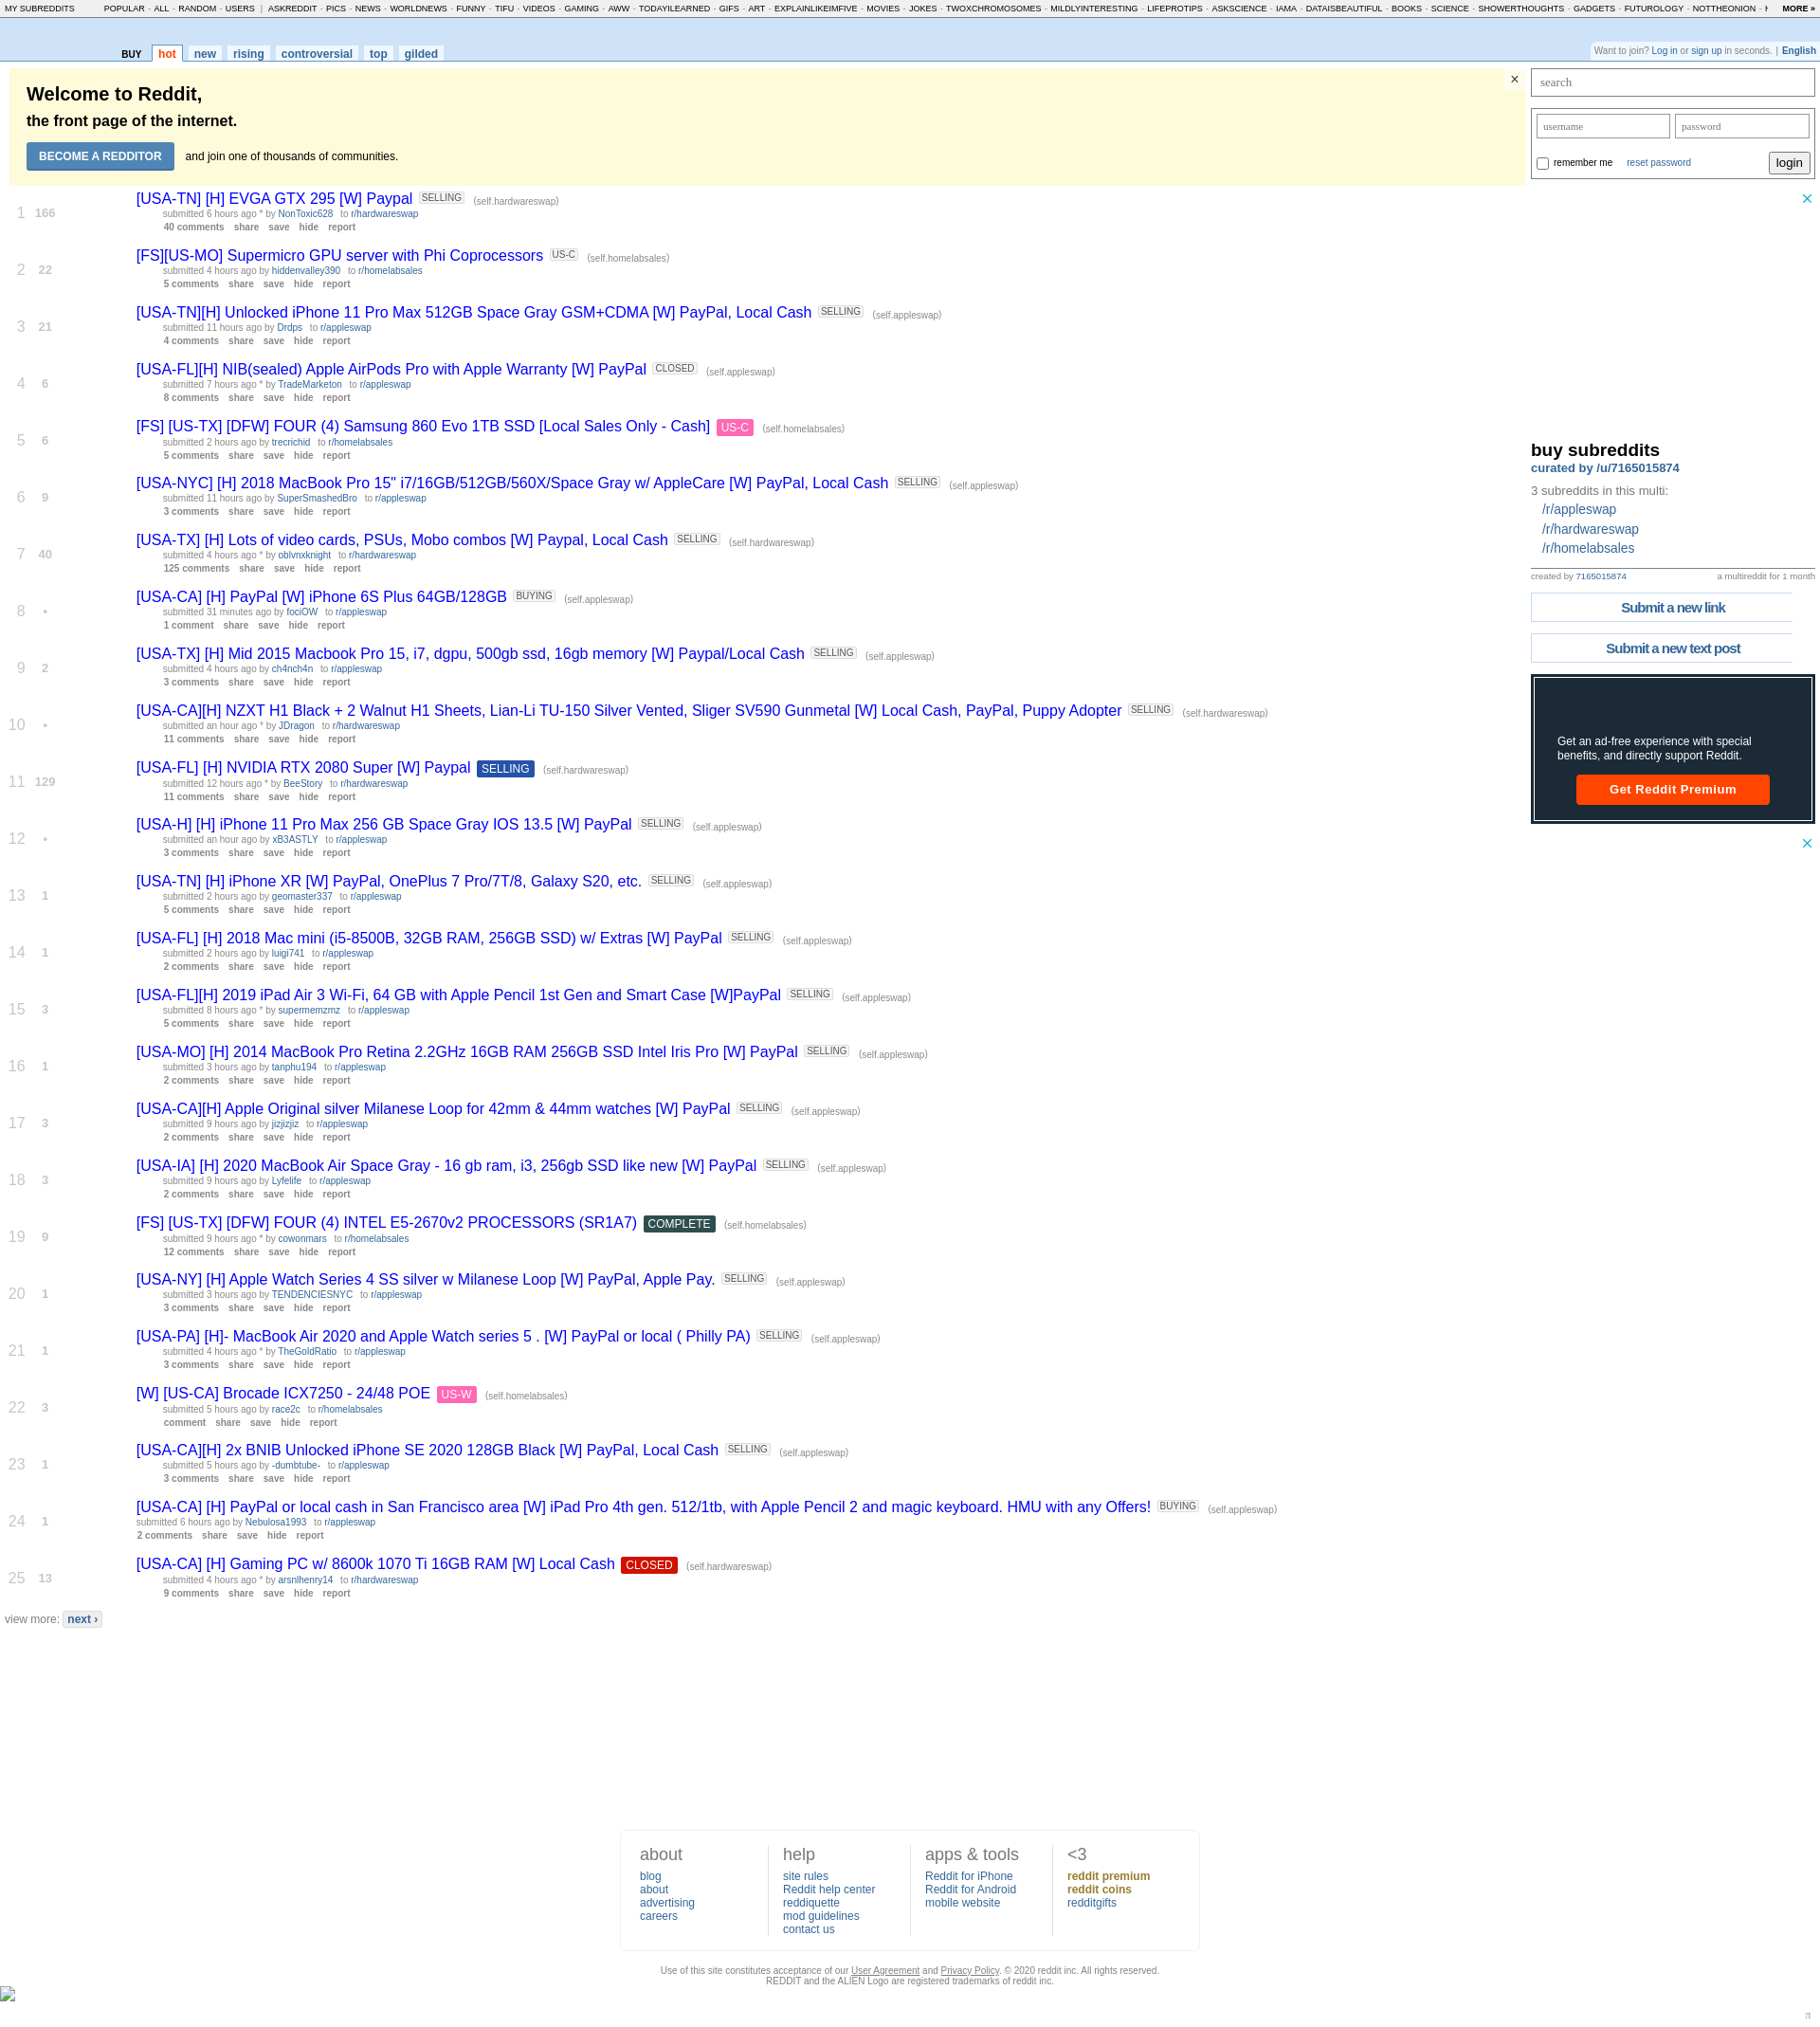 MY SUBREDDITS POPULAR - ALL - RANDOM - USERS | ASKREDDIT - PICS - NEWS - WORLDNEWS - FUNNY - TIFU - VIDEOS - GAMING - AWW - TODAYILEARNED - GIFS - ART - EXPLAINLIKEIMFIVE - MOVIES - JOKES - TWOXCHROMOSOMES - MILDLYINTERESTING - LIFEPROTIPS - ASKSCIENCE - IAMA - DATAISBEAUTIFUL - BOOKS - SCIENCE - SHOWERTHOUGHTS - GADGETS - FUTUROLOGY - NOTTHEONION - MORE »
BUY hot new rising controversial top gilded
Want to join? Log in or sign up in seconds. | English
Welcome to Reddit,
the front page of the internet.
BECOME A REDDITOR and join one of thousands of communities.
×
search
username password
remember me reset password login
1 166 [USA-TN] [H] EVGA GTX 295 [W] Paypal SELLING (self.hardwareswap)
submitted 6 hours ago * by NonToxic628 to r/hardwareswap
40 comments share save hide report
2 22 [FS][US-MO] Supermicro GPU server with Phi Coprocessors US-C (self.homelabsales)
submitted 4 hours ago by hiddenvalley390 to r/homelabsales
5 comments share save hide report
3 21 [USA-TN][H] Unlocked iPhone 11 Pro Max 512GB Space Gray GSM+CDMA [W] PayPal, Local Cash SELLING (self.appleswap)
submitted 11 hours ago by Drdps to r/appleswap
4 comments share save hide report
4 6 [USA-FL][H] NIB(sealed) Apple AirPods Pro with Apple Warranty [W] PayPal CLOSED (self.appleswap)
submitted 7 hours ago * by TradeMarketon to r/appleswap
8 comments share save hide report
5 6 [FS] [US-TX] [DFW] FOUR (4) Samsung 860 Evo 1TB SSD [Local Sales Only - Cash] US-C (self.homelabsales)
submitted 2 hours ago by trecrichid to r/homelabsales
5 comments share save hide report
6 9 [USA-NYC] [H] 2018 MacBook Pro 15" i7/16GB/512GB/560X/Space Gray w/ AppleCare [W] PayPal, Local Cash SELLING (self.appleswap)
submitted 11 hours ago by SuperSmashedBro to r/appleswap
3 comments share save hide report
7 40 [USA-TX] [H] Lots of video cards, PSUs, Mobo combos [W] Paypal, Local Cash SELLING (self.hardwareswap)
submitted 4 hours ago * by oblvnxknight to r/hardwareswap
125 comments share save hide report
8 • [USA-CA] [H] PayPal [W] iPhone 6S Plus 64GB/128GB BUYING (self.appleswap)
submitted 31 minutes ago by fociOW to r/appleswap
1 comment share save hide report
9 2 [USA-TX] [H] Mid 2015 Macbook Pro 15, i7, dgpu, 500gb ssd, 16gb memory [W] Paypal/Local Cash SELLING (self.appleswap)
submitted 4 hours ago by ch4nch4n to r/appleswap
3 comments share save hide report
10 • [USA-CA][H] NZXT H1 Black + 2 Walnut H1 Sheets, Lian-Li TU-150 Silver Vented, Sliger SV590 Gunmetal [W] Local Cash, PayPal, Puppy Adopter SELLING (self.hardwareswap)
submitted an hour ago * by JDragon to r/hardwareswap
11 comments share save hide report
11 129 [USA-FL] [H] NVIDIA RTX 2080 Super [W] Paypal SELLING (self.hardwareswap)
submitted 12 hours ago * by BeeStory to r/hardwareswap
11 comments share save hide report
12 • [USA-H] [H] iPhone 11 Pro Max 256 GB Space Gray IOS 13.5 [W] PayPal SELLING (self.appleswap)
submitted an hour ago by xB3ASTLY to r/appleswap
3 comments share save hide report
13 1 [USA-TN] [H] iPhone XR [W] PayPal, OnePlus 7 Pro/7T/8, Galaxy S20, etc. SELLING (self.appleswap)
submitted 2 hours ago by geomaster337 to r/appleswap
5 comments share save hide report
14 1 [USA-FL] [H] 2018 Mac mini (i5-8500B, 32GB RAM, 256GB SSD) w/ Extras [W] PayPal SELLING (self.appleswap)
submitted 2 hours ago by luigi741 to r/appleswap
2 comments share save hide report
15 3 [USA-FL][H] 2019 iPad Air 3 Wi-Fi, 64 GB with Apple Pencil 1st Gen and Smart Case [W]PayPal SELLING (self.appleswap)
submitted 8 hours ago * by supermemzmz to r/appleswap
5 comments share save hide report
16 1 [USA-MO] [H] 2014 MacBook Pro Retina 2.2GHz 16GB RAM 256GB SSD Intel Iris Pro [W] PayPal SELLING (self.appleswap)
submitted 3 hours ago by tanphu194 to r/appleswap
2 comments share save hide report
17 3 [USA-CA][H] Apple Original silver Milanese Loop for 42mm & 44mm watches [W] PayPal SELLING (self.appleswap)
submitted 9 hours ago by jizjizjiz to r/appleswap
2 comments share save hide report
18 3 [USA-IA] [H] 2020 MacBook Air Space Gray - 16 gb ram, i3, 256gb SSD like new [W] PayPal SELLING (self.appleswap)
submitted 9 hours ago by Lyfelife to r/appleswap
2 comments share save hide report
19 9 [FS] [US-TX] [DFW] FOUR (4) INTEL E5-2670v2 PROCESSORS (SR1A7) COMPLETE (self.homelabsales)
submitted 9 hours ago * by cowonmars to r/homelabsales
12 comments share save hide report
20 1 [USA-NY] [H] Apple Watch Series 4 SS silver w Milanese Loop [W] PayPal, Apple Pay. SELLING (self.appleswap)
submitted 3 hours ago by TENDENCIESNYC to r/appleswap
3 comments share save hide report
21 1 [USA-PA] [H]- MacBook Air 2020 and Apple Watch series 5 . [W] PayPal or local ( Philly PA) SELLING (self.appleswap)
submitted 4 hours ago * by TheGoldRatio to r/appleswap
3 comments share save hide report
22 3 [W] [US-CA] Brocade ICX7250 - 24/48 POE US-W (self.homelabsales)
submitted 5 hours ago by race2c to r/homelabsales
comment share save hide report
23 1 [USA-CA][H] 2x BNIB Unlocked iPhone SE 2020 128GB Black [W] PayPal, Local Cash SELLING (self.appleswap)
submitted 5 hours ago by -dumbtube- to r/appleswap
3 comments share save hide report
24 1 [USA-CA] [H] PayPal or local cash in San Francisco area [W] iPad Pro 4th gen. 512/1tb, with Apple Pencil 2 and magic keyboard. HMU with any Offers! BUYING (self.appleswap)
submitted 6 hours ago by Nebulosa1993 to r/appleswap
2 comments share save hide report
25 13 [USA-CA] [H] Gaming PC w/ 8600k 1070 Ti 16GB RAM [W] Local Cash CLOSED (self.hardwareswap)
submitted 4 hours ago * by arsnlhenry14 to r/hardwareswap
9 comments share save hide report
view more: next ›
buy subreddits
curated by /u/7165015874
3 subreddits in this multi:
/r/appleswap
/r/hardwareswap
/r/homelabsales
created by 7165015874 a multireddit for 1 month
Submit a new link
Submit a new text post
Get an ad-free experience with special
benefits, and directly support Reddit.
Get Reddit Premium
about
blog
about
advertising
careers
help
site rules
Reddit help center
reddiquette
mod guidelines
contact us
apps & tools
Reddit for iPhone
Reddit for Android
mobile website
<3
reddit premium
reddit coins
redditgifts
Use of this site constitutes acceptance of our User Agreement and Privacy Policy. © 2020 reddit inc. All rights reserved.
REDDIT and the ALIEN Logo are registered trademarks of reddit inc.
π